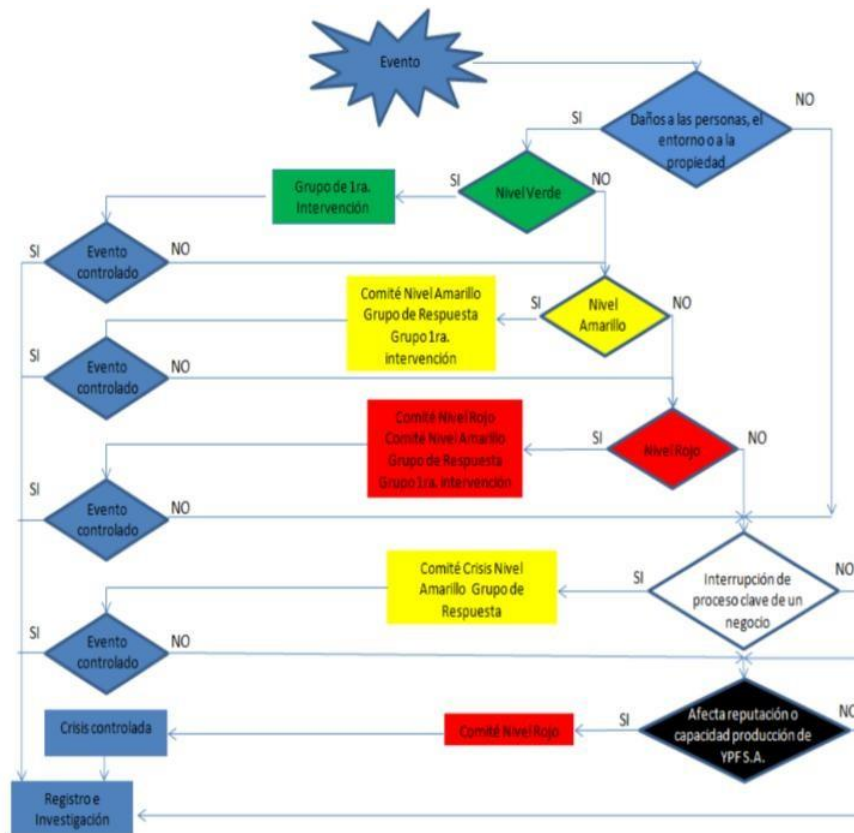 Evento
NO
SI
Daños a las personas, el
entorno o a la
propiedad
Grupo de 1ra.
Intervención
SI
Nivel Verde
NO
SI
Evento
controlado
NO
Comité Nivel Amarillo
Grupo de Respuesta
Grupo 1ra.
intervención
SI
Nivel
Amarillo
NO
SI
Evento
controlado
NO
Comité Nivel Rojo
Comité Nivel Amarillo
Grupo de Respuesta
Grupo 1ra. intervención
SI
Nivel Rojo
NO
SI
Evento
controlado
NO
Comité Crisis Nivel
Amarillo Grupo de
Respuesta
SI
Interrupción de
proceso clave de un
negocio
NO
SI
Evento
controlado
NO
Crisis controlada
Comité Nivel Rojo
SI
Afecta reputación o
capacidad producción de
YPF S.A.
NO
Registro e
Investigación